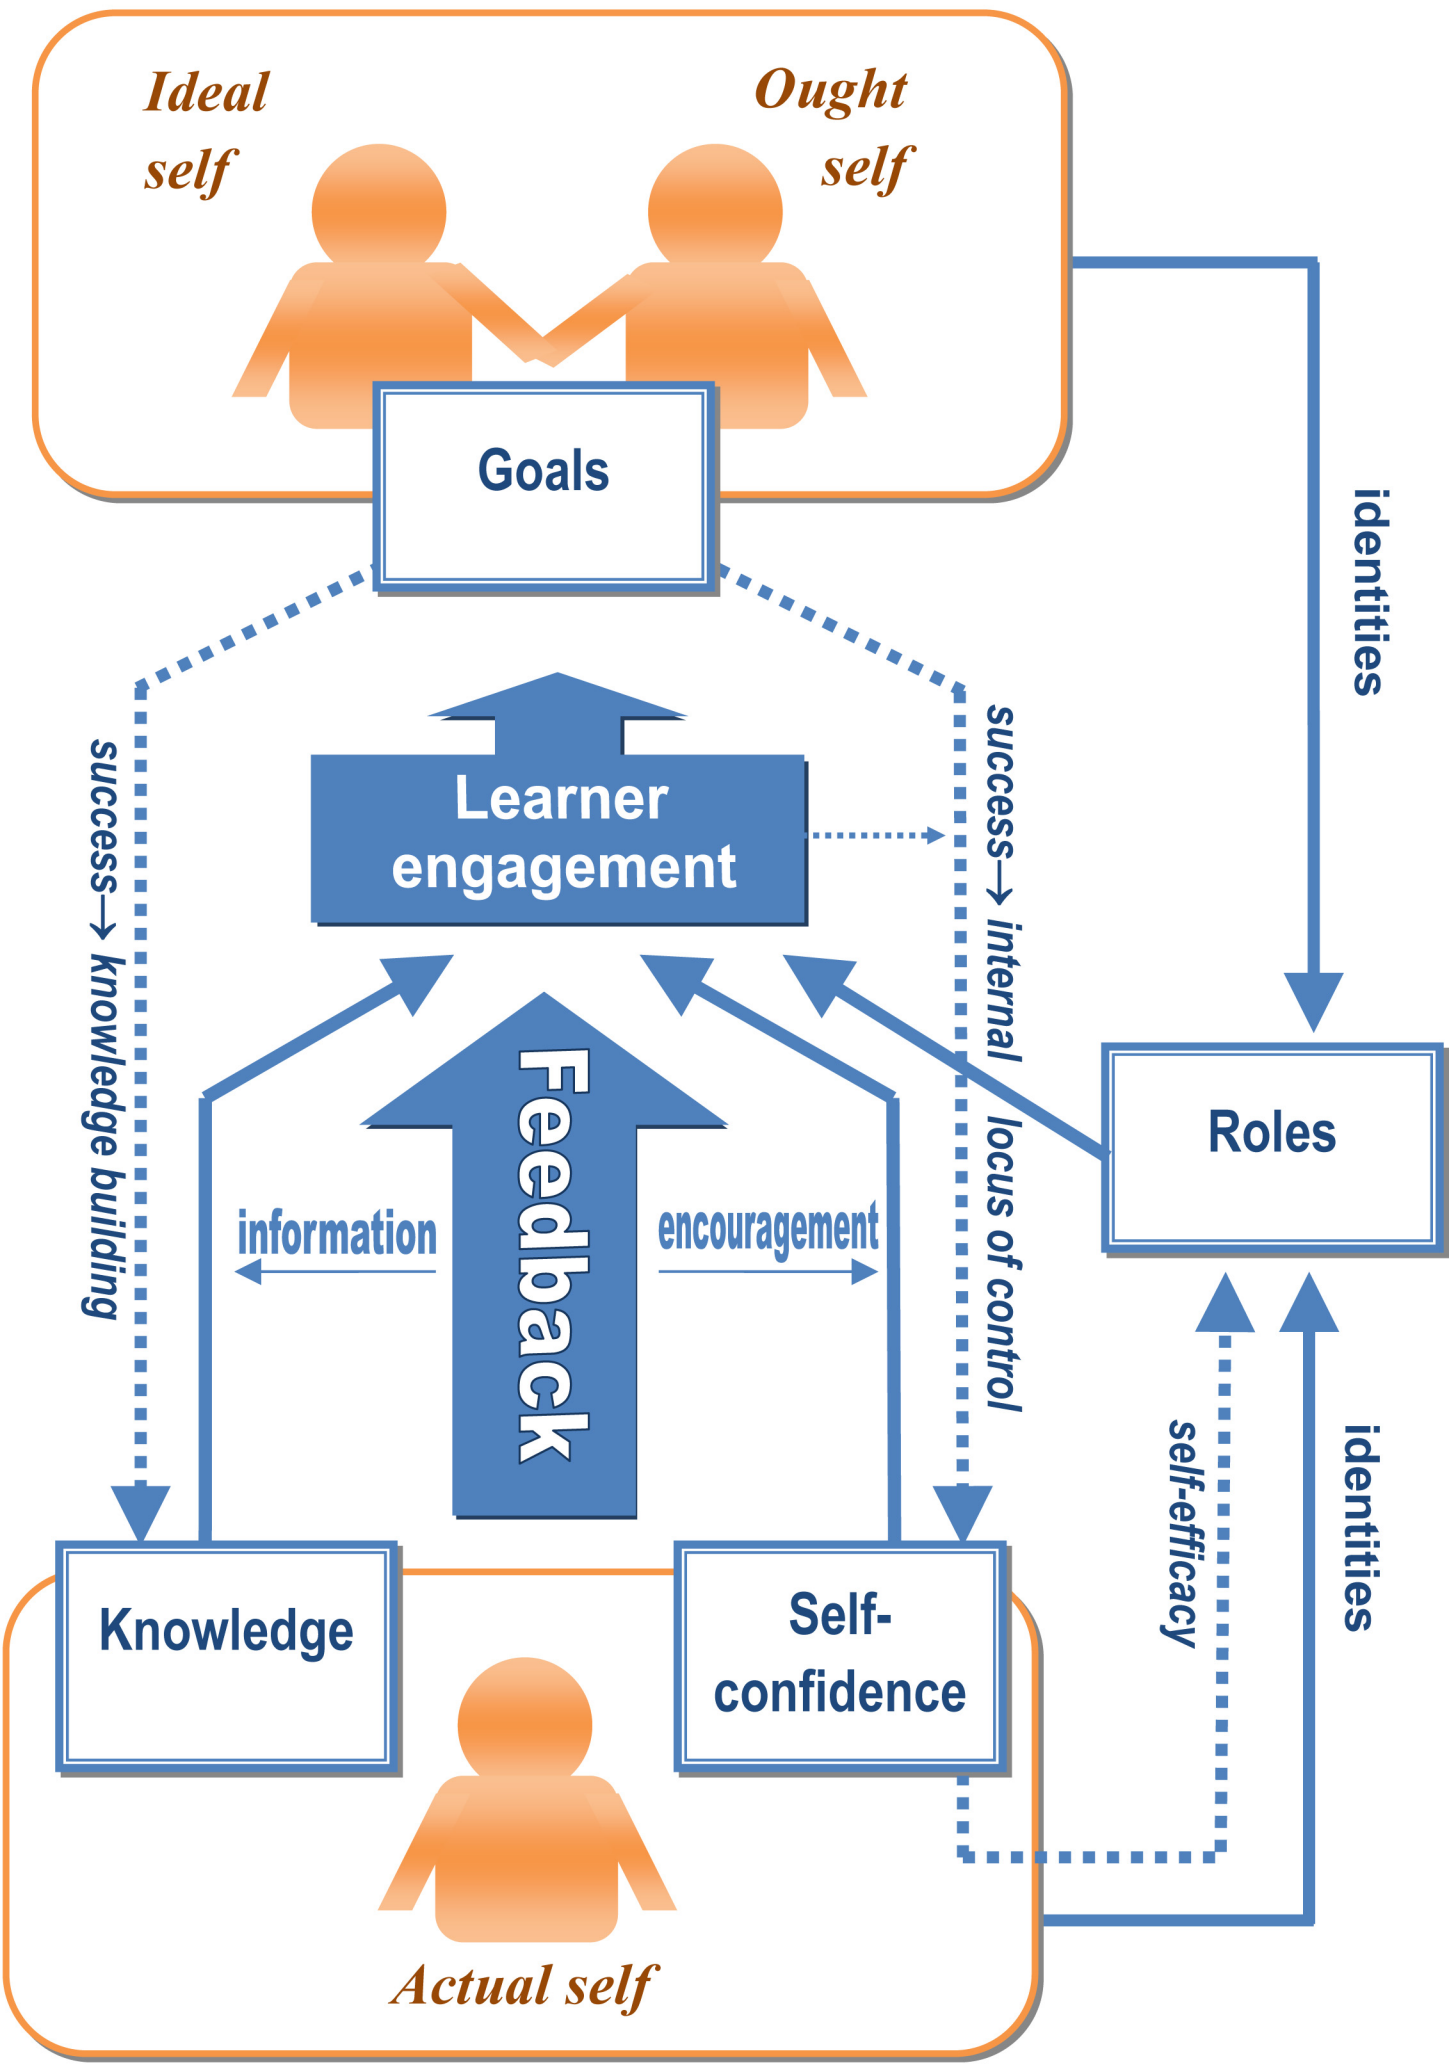 Ideal
self
Ought
self
Goals
identities
success→ knowledge building
Learner
engagement
success→ internal locus of control
Roles
Feedback
information
encouragement
self-efficacy
identities
Knowledge
Self-
confidence
Actual self